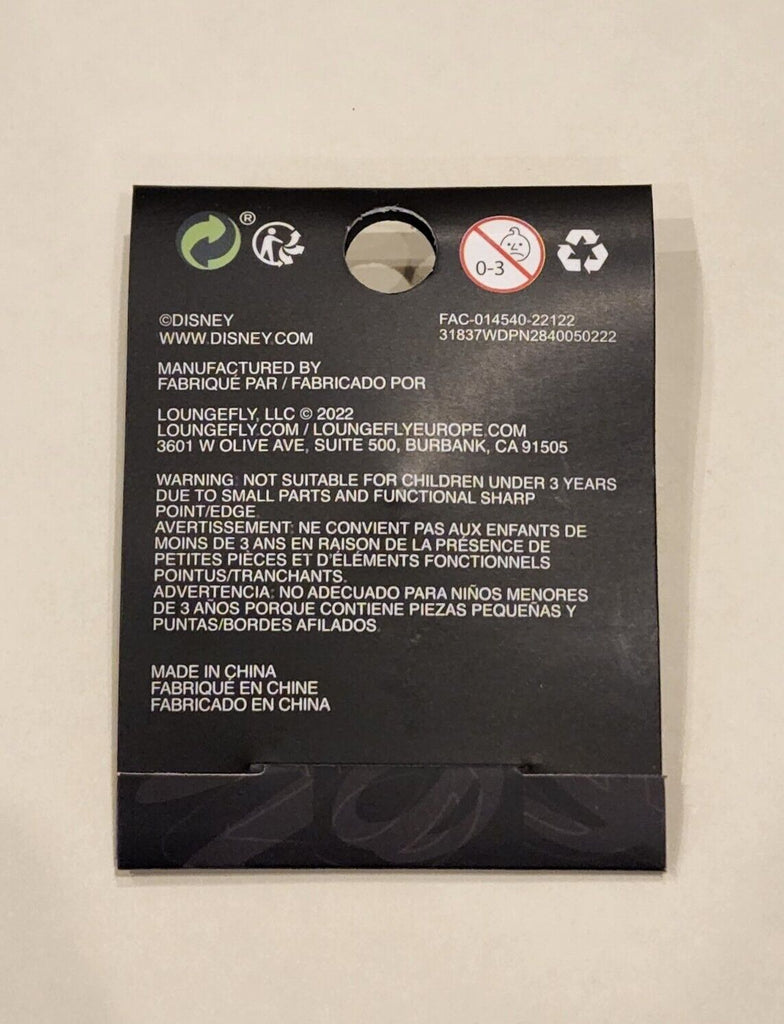 ®
0-3
©DISNEY
WWW.DISNEY.COM
FAC-014540-22122
31837WDPN2840050222
MANUFACTURED BY
FABRIQUÉ PAR / FABRICADO POR
LOUNGEFLY, LLC © 2022
LOUNGEFLY.COM / LOUNGEFLYEUROPE.COM
3601 W OLIVE AVE, SUITE 500, BURBANK, CA 91505
WARNING: NOT SUITABLE FOR CHILDREN UNDER 3 YEARS
DUE TO SMALL PARTS AND FUNCTIONAL SHARP
POINT/EDGE.
AVERTISSEMENT: NE CONVIENT PAS AUX ENFANTS DE
MOINS DE 3 ANS EN RAISON DE LA PRÉSENCE DE
PETITES PIÈCES ET D'ÉLÉMENTS FONCTIONNELS
POINTUS/TRANCHANTS.
ADVERTENCIA: NO ADECUADO PARA NIÑOS MENORES
DE 3 AÑOS PORQUE CONTIENE PIEZAS PEQUEÑAS Y
PUNTAS/BORDES AFILADOS.
MADE IN CHINA
FABRIQUÉ EN CHINE
FABRICADO EN CHINA